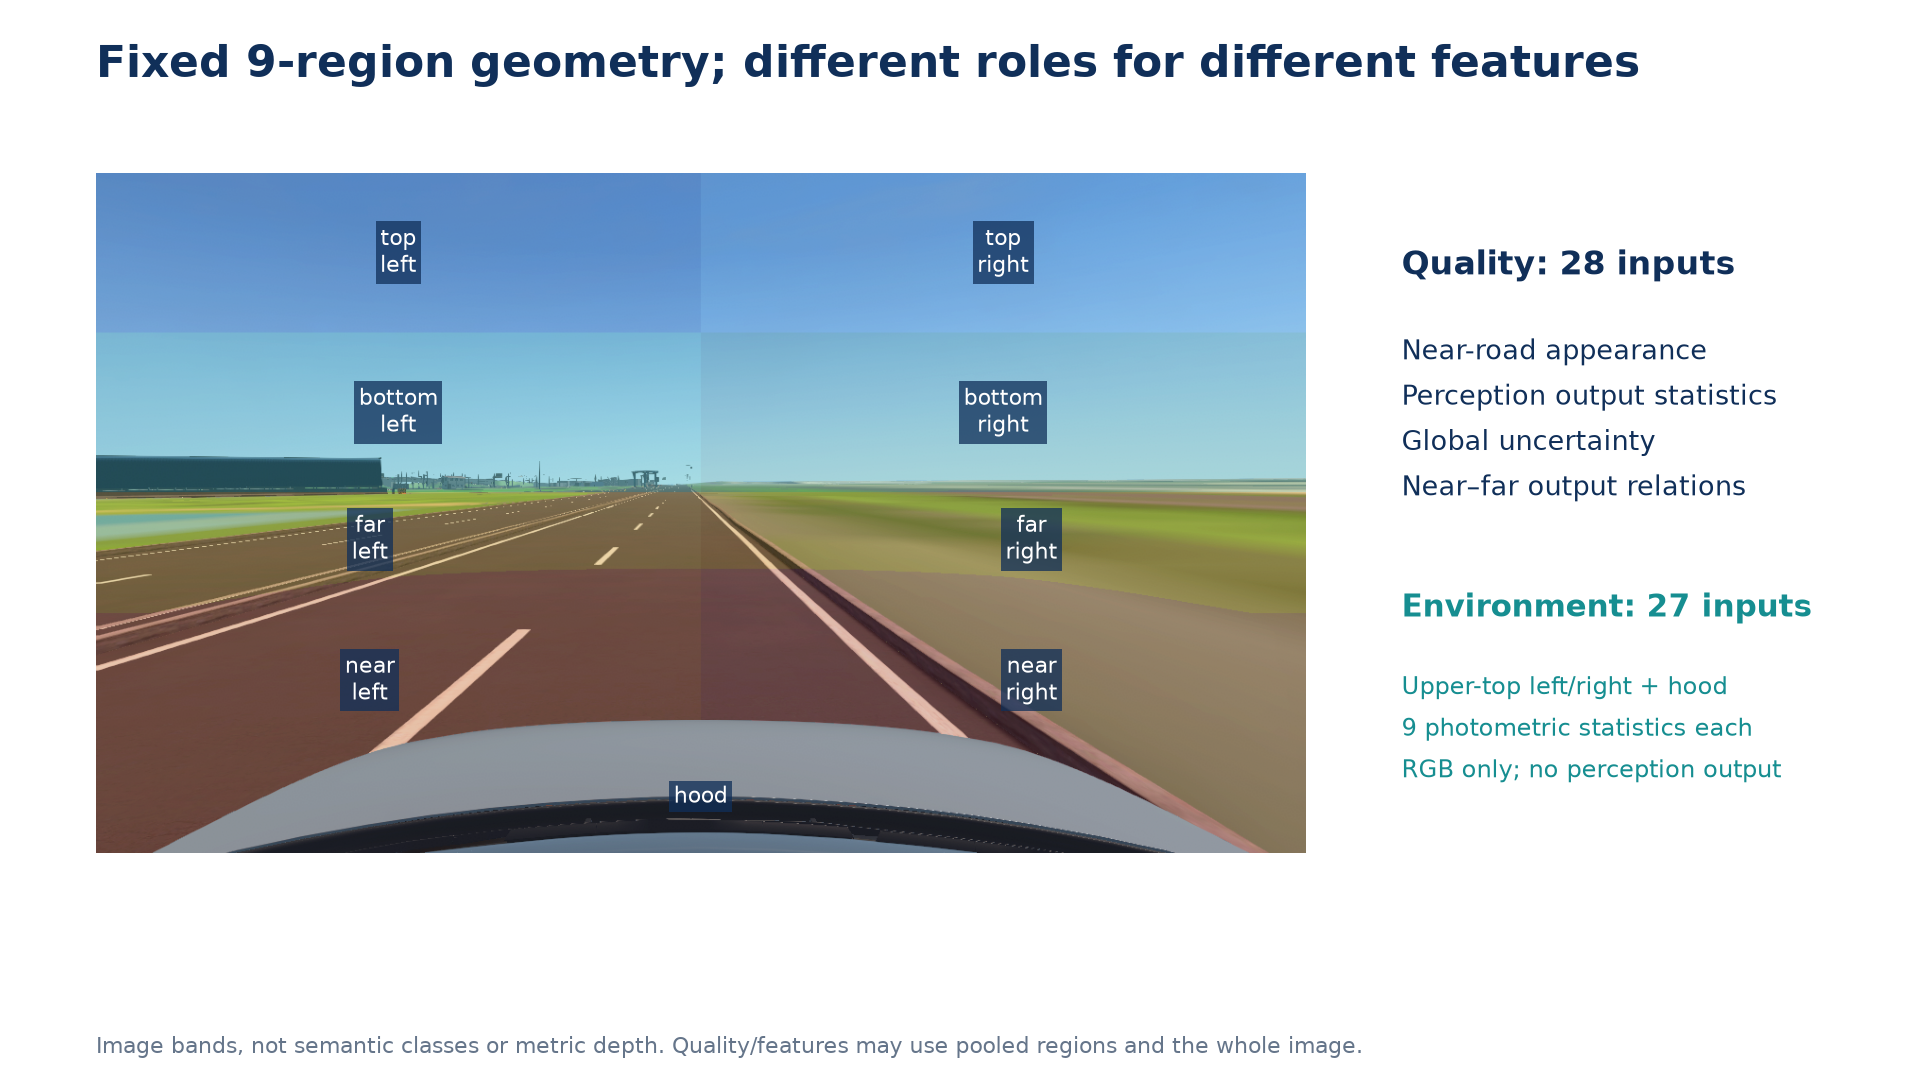 Fixed 9-region geometry; different roles for different features
top
left
top
right
bottom
left
bottom
right
far
left
far
right
near
left
near
right
hood
Quality: 28 inputs
Near-road appearance
Perception output statistics
Global uncertainty
Near–far output relations
Environment: 27 inputs
Upper-top left/right + hood
9 photometric statistics each
RGB only; no perception output
Image bands, not semantic classes or metric depth. Quality/features may use pooled regions and the whole image.